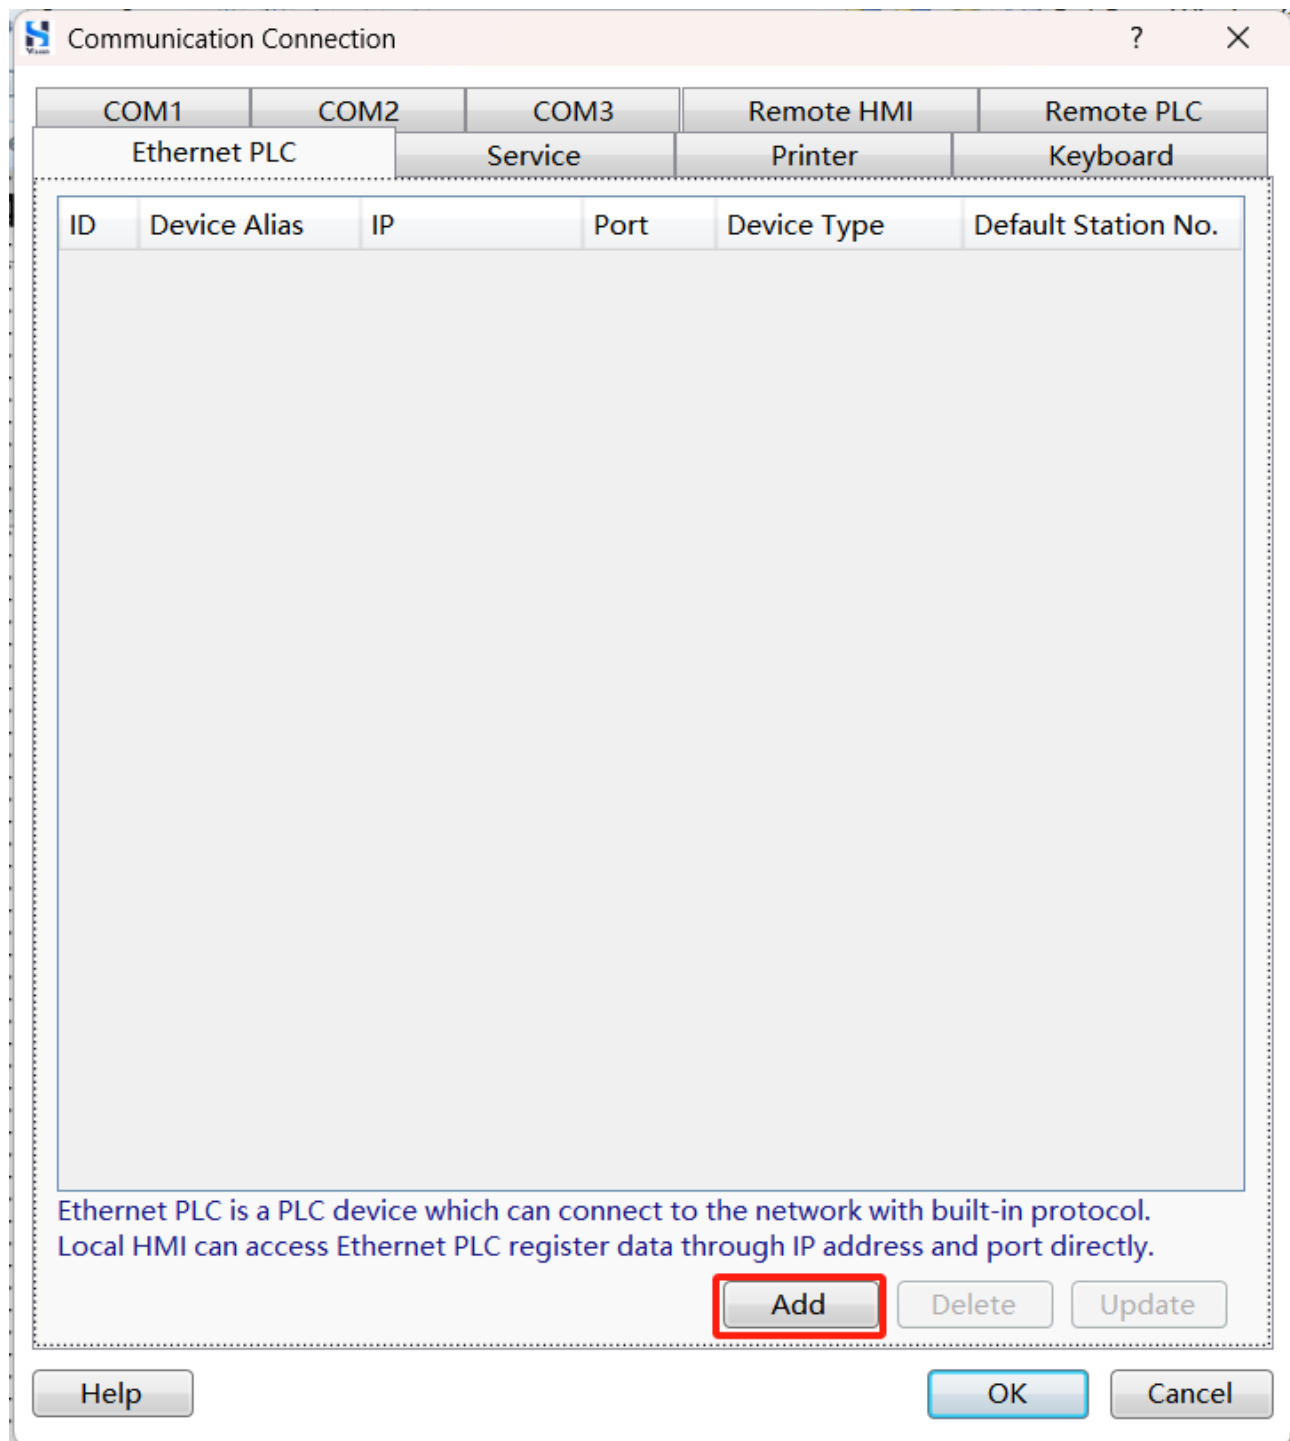 Communication Connection
COM1 COM2 COM3 Remote HMI Remote PLC
Ethernet PLC Service Printer Keyboard
ID Device Alias IP Port Device Type Default Station No.
Ethernet PLC is a PLC device which can connect to the network with built-in protocol.
Local HMI can access Ethernet PLC register data through IP address and port directly.
Add Delete Update
Help OK Cancel